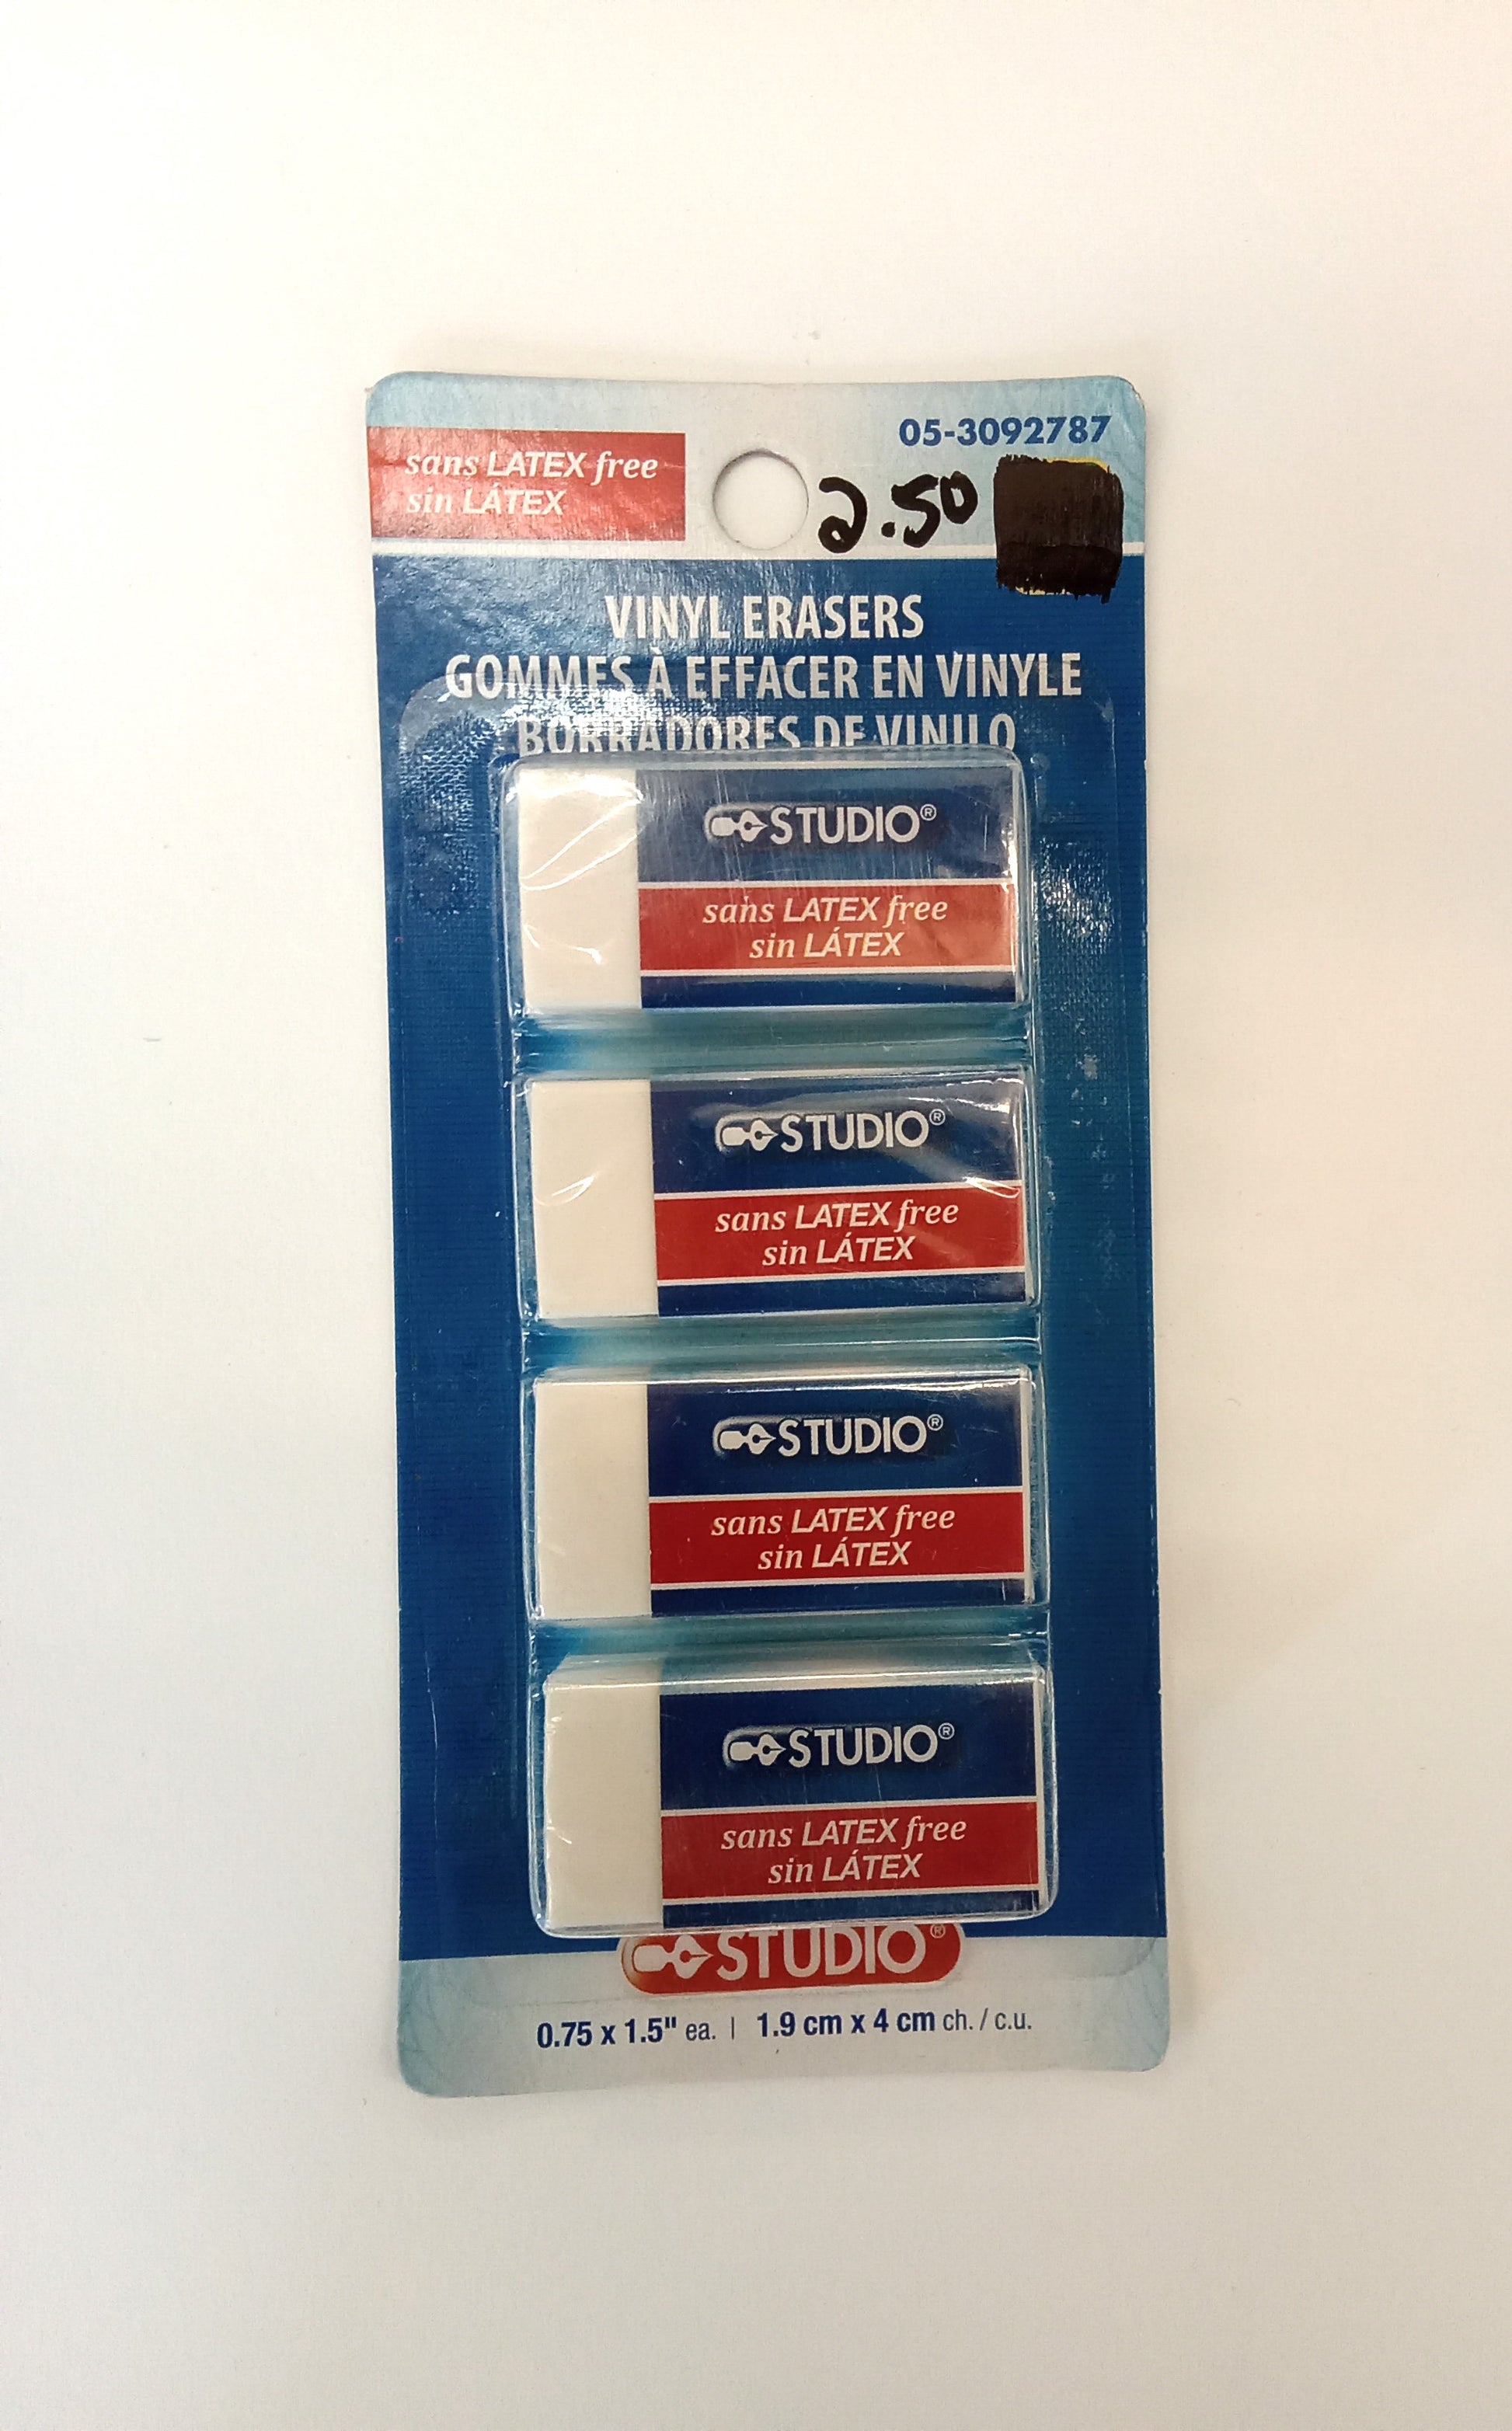 05-3092787
sans LATEX free
sin LÁTEX
2.50
VINYL ERASERS
GOMMES À EFFACER EN VINYLE
BORRADORES DE VINILO
STUDIO®
sans LATEX free
sin LÁTEX
STUDIO®
sans LATEX free
sin LÁTEX
STUDIO®
sans LATEX free
sin LÁTEX
STUDIO®
sans LATEX free
sin LÁTEX
STUDIO®
0.75 x 1.5" ea. | 1.9 cm x 4 cm ch. / c.u.